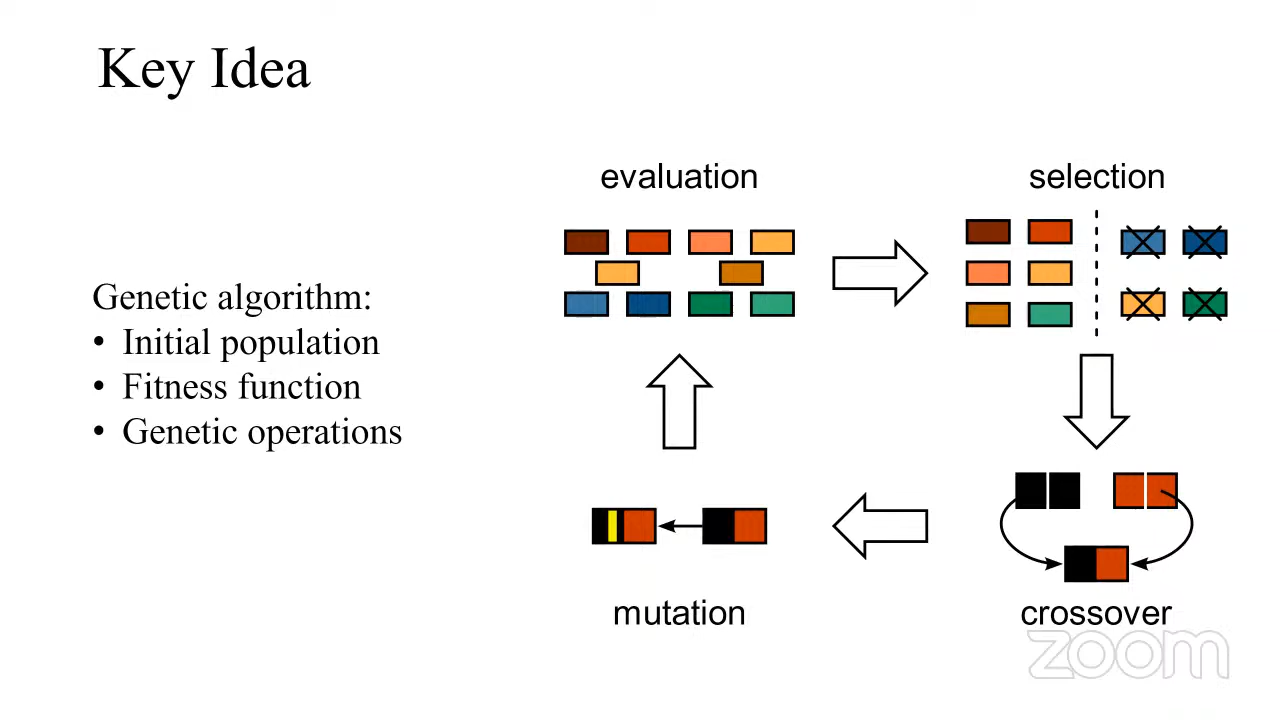 Key Idea
evaluation
selection
Genetic algorithm:
• Initial population
• Fitness function
• Genetic operations
mutation
crossover
zoom